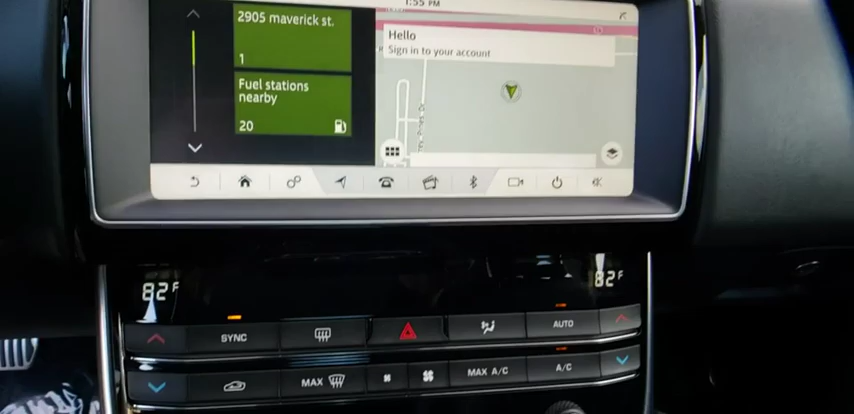 1:55 PM
2905 maverick st.
1
Fuel stations
nearby
20
Hello
Sign in to your account
82 F
82 F
SYNC
AUTO
MAX
MAX A/C
A/C